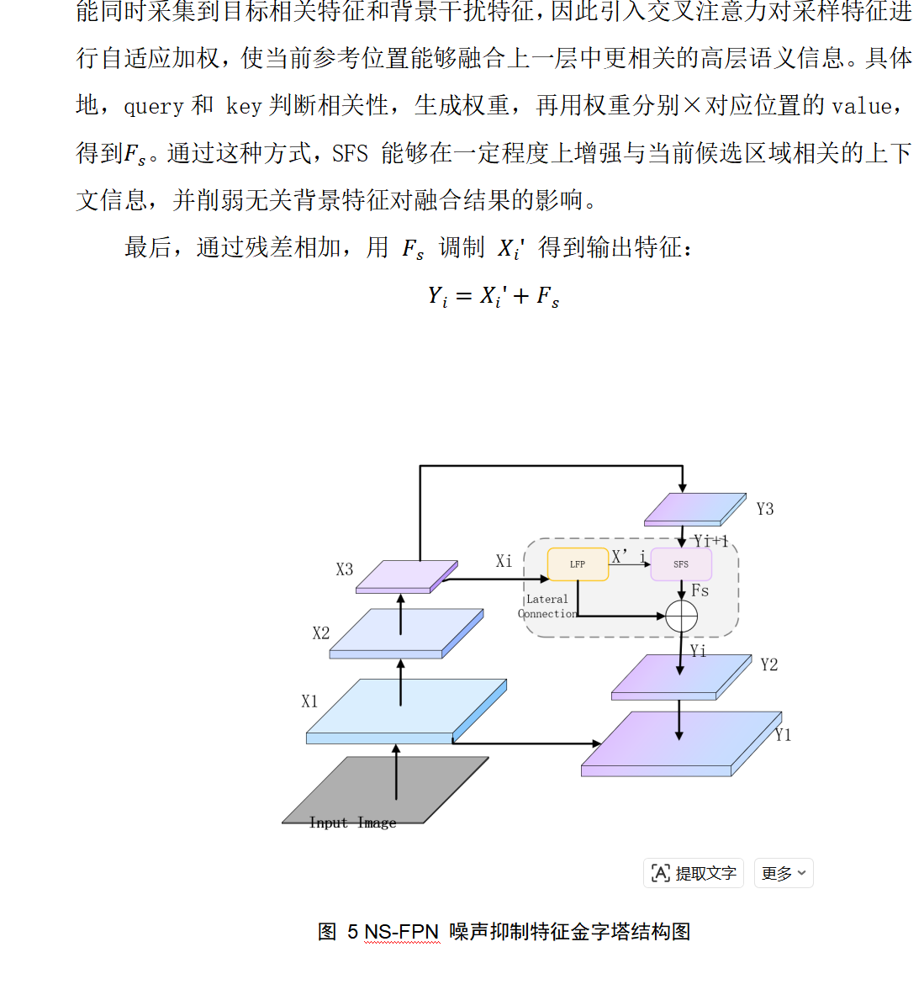 能同时采集到目标相关特征和背景干扰特征，因此引入交叉注意力对采样特征进
行自适应加权，使当前参考位置能够融合上一层中更相关的高层语义信息。具体
地，query 和 key 判断相关性，生成权重，再用权重分别×对应位置的 value，
得到Fₛ。通过这种方式，SFS 能够在一定程度上增强与当前候选区域相关的上下
文信息，并削弱无关背景特征对融合结果的影响。
最后，通过残差相加，用 Fₛ 调制 Xᵢ' 得到输出特征：
Yᵢ = Xᵢ' + Fₛ
Y3
Yi+1
Xi
LFP
X’ i
SFS
X3
Fs
Lateral
Connection
X2
Yi
Y2
X1
Y1
Input Image
提取文字 更多
图 5 NS-FPN 噪声抑制特征金字塔结构图